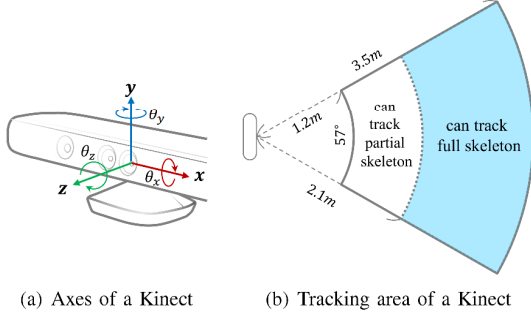 y
θy
θz
z
θx
x
3.5m
1.2m
57°
2.1m
can
track
partial
skeleton
can track
full skeleton
(a) Axes of a Kinect
(b) Tracking area of a Kinect